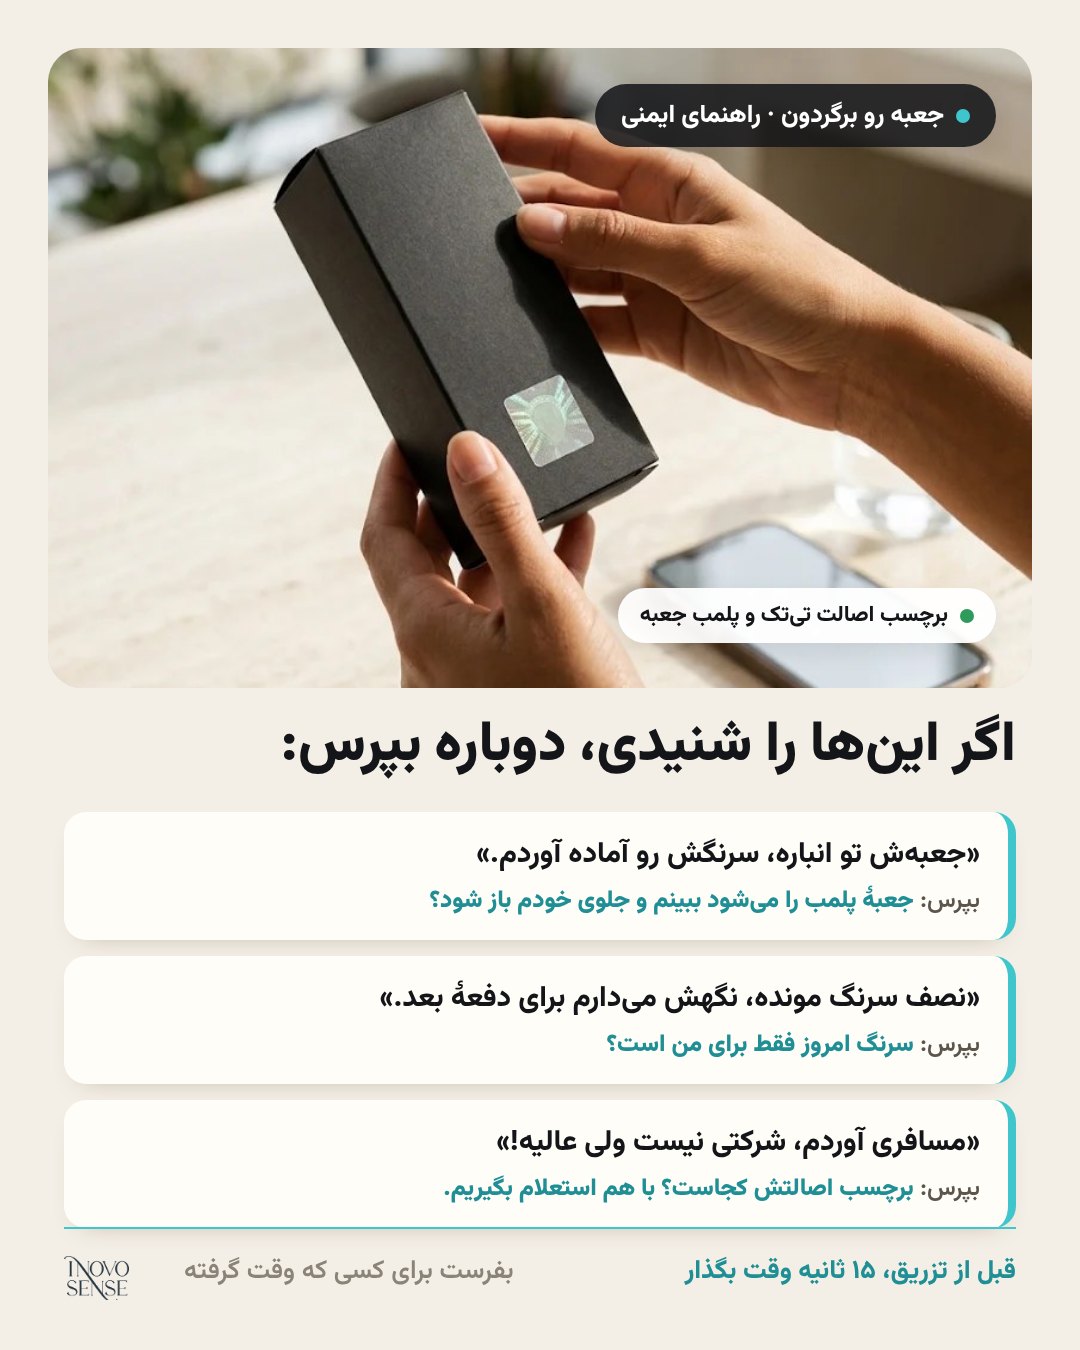 جعبه رو برگردون · راهنمای ایمنی
برچسب اصالت تی‌تک و پلمب جعبه
اگر این‌ها را شنیدی، دوباره بپرس:
«جعبه‌ش تو انباره، سرنگش رو آماده آوردم.»
بپرس: جعبهٔ پلمب را می‌شود ببینم و جلوی خودم باز شود؟
«نصف سرنگ مونده، نگهش می‌دارم برای دفعهٔ بعد.»
بپرس: سرنگ امروز فقط برای من است؟
«مسافری آوردم، شرکتی نیست ولی عالیه!»
بپرس: برچسب اصالتش کجاست؟ با هم استعلام بگیریم.
قبل از تزریق، ۱۵ ثانیه وقت بگذار
بفرست برای کسی که وقت گرفته
INOVO
SENSE